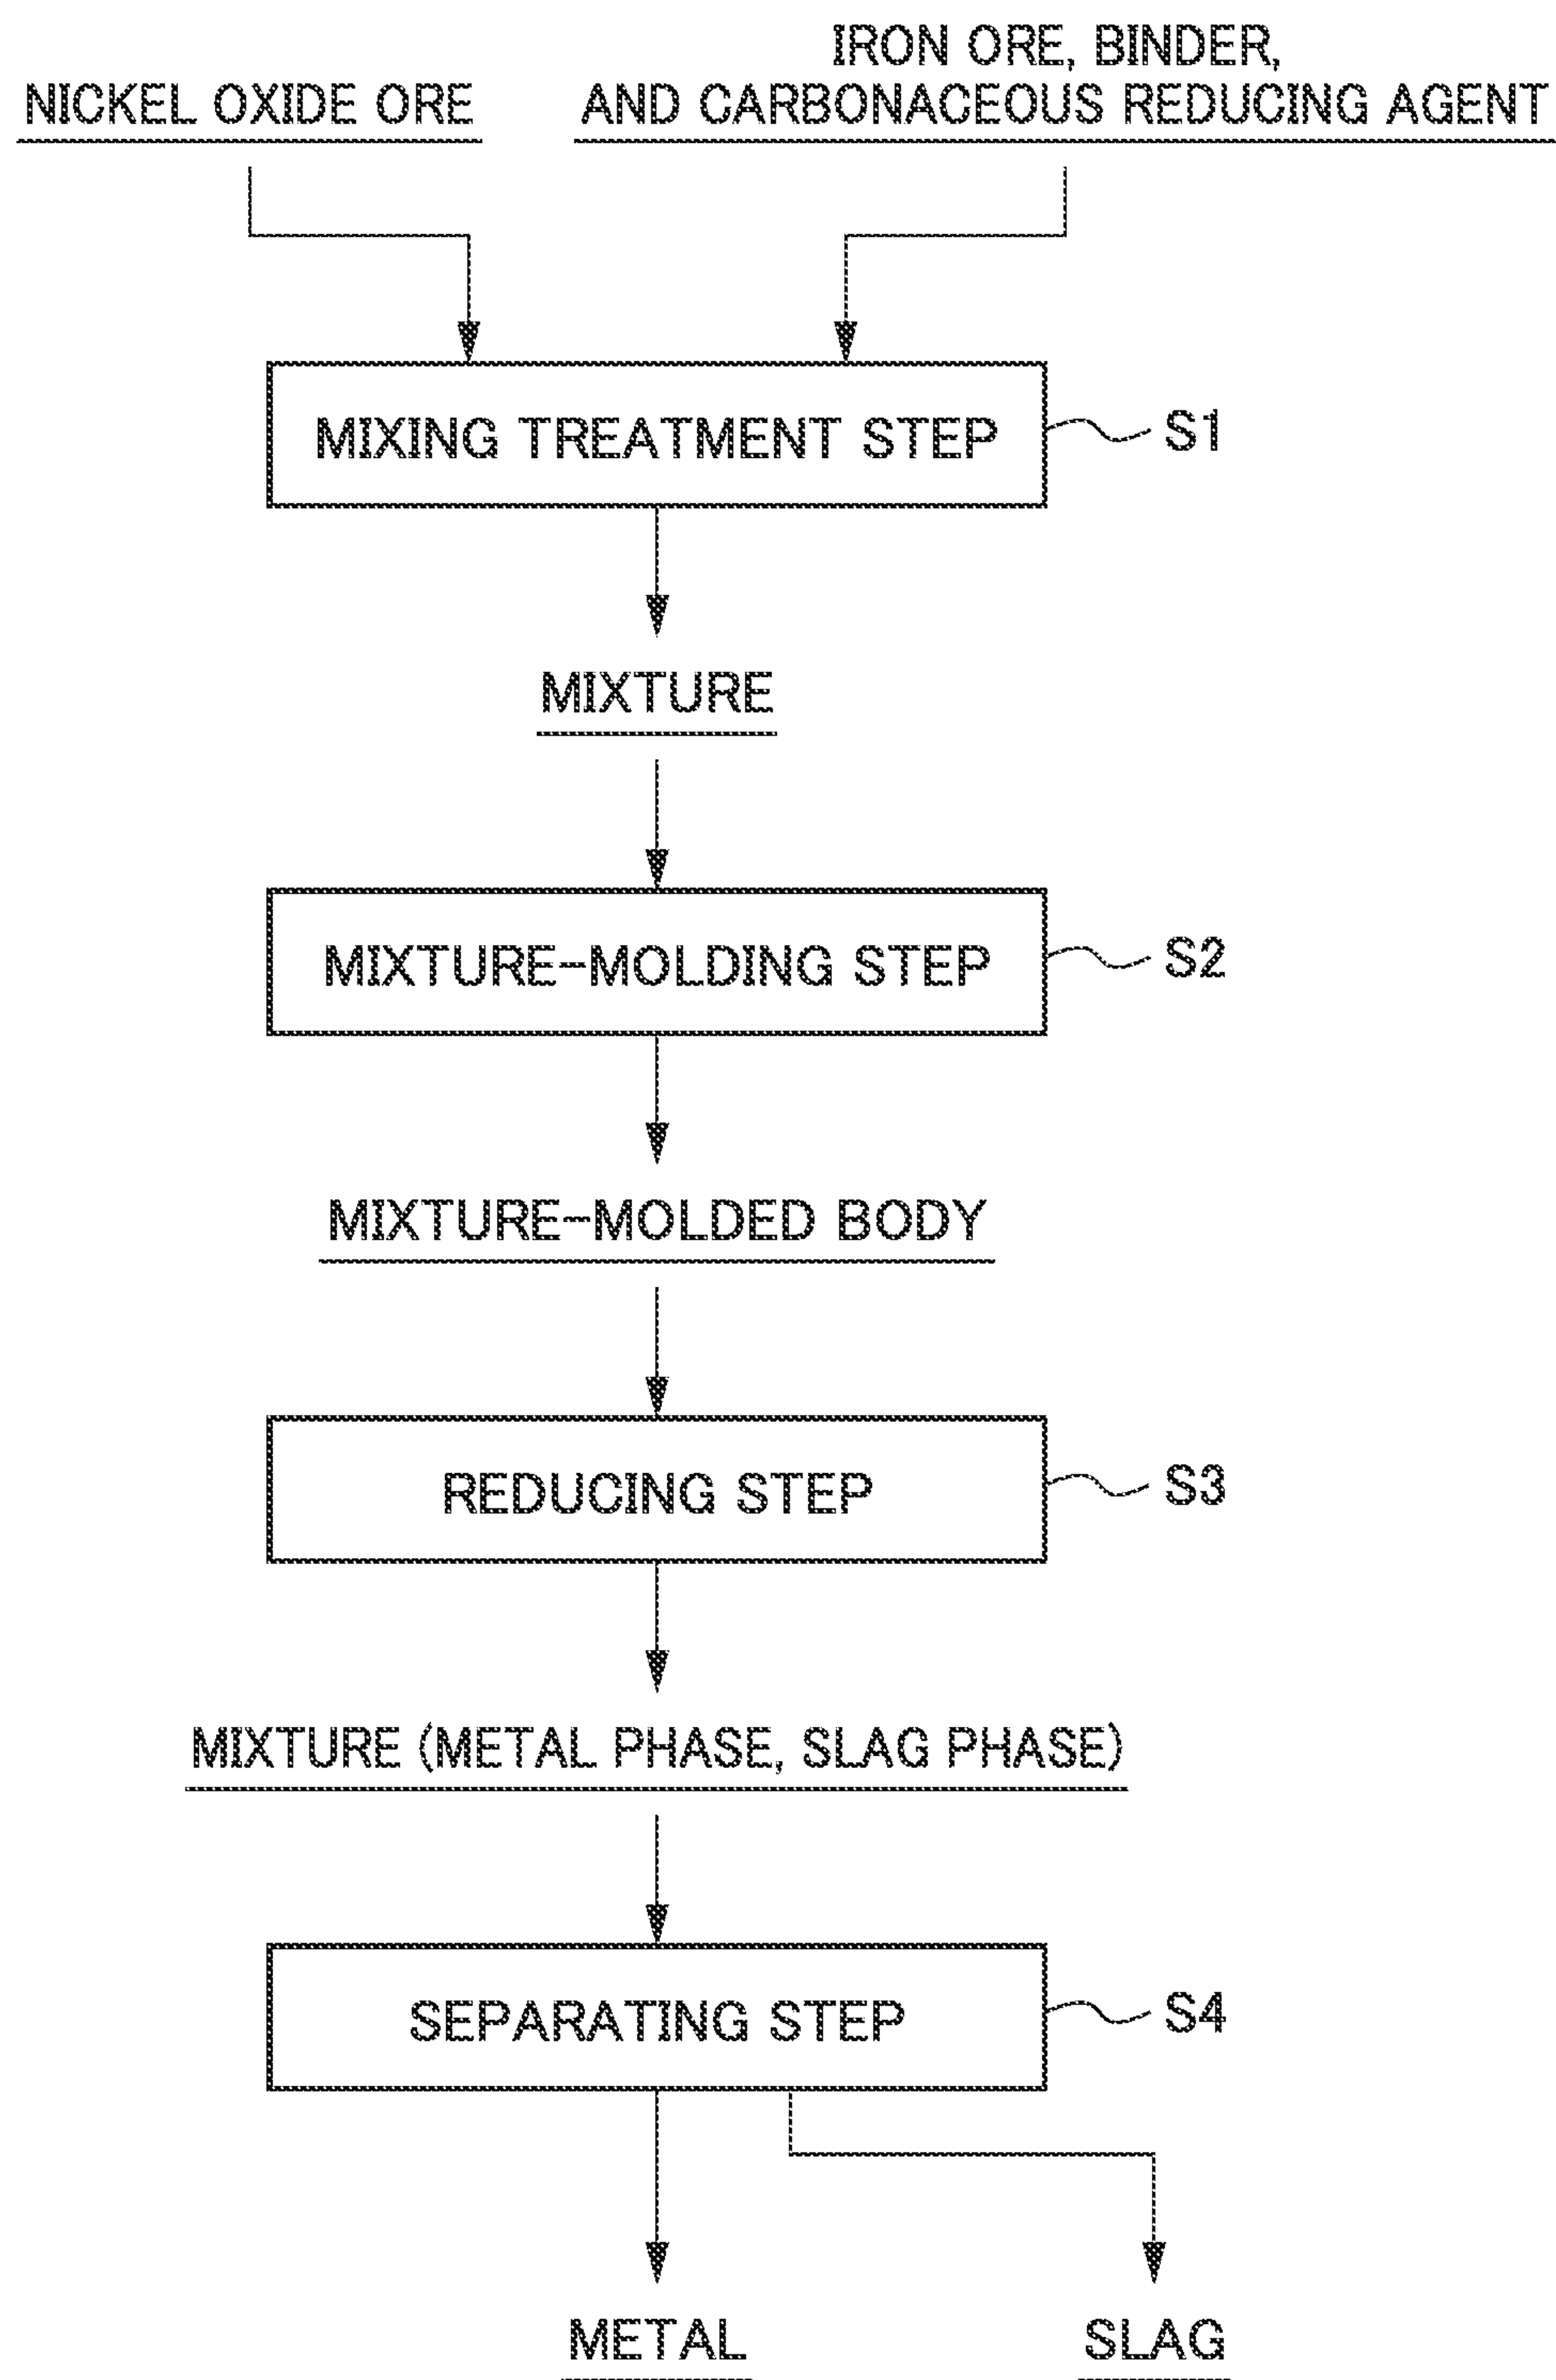 IRON ORE, BINDER,
NICKEL OXIDE ORE
AND CARBONACEOUS REDUCING AGENT
MIXING TREATMENT STEP
S1
MIXTURE
MIXTURE-MOLDING STEP
S2
MIXTURE-MOLDED BODY
REDUCING STEP
S3
MIXTURE (METAL PHASE, SLAG PHASE)
SEPARATING STEP
S4
METAL
SLAG